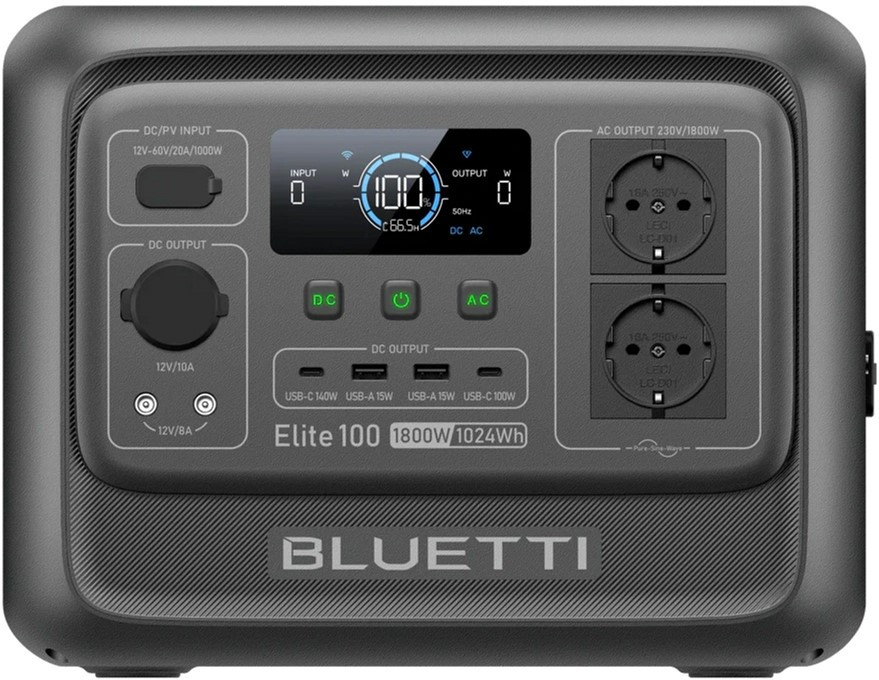 DC/PV INPUT
12V-60V/20A/1000W
DC OUTPUT
12V/10A
12V/8A
INPUT
0
W
100%
66.5H
OUTPUT
W
0
50Hz
DC AC
DC
AC
DC OUTPUT
USB-C 140W
USB-A 15W
USB-A 15W
USB-C 100W
Elite 100 1800W/1024Wh
AC OUTPUT 230V/1800W
16A 250V~
16A 250V~
Pure-Sine-Wave
BLUETTI